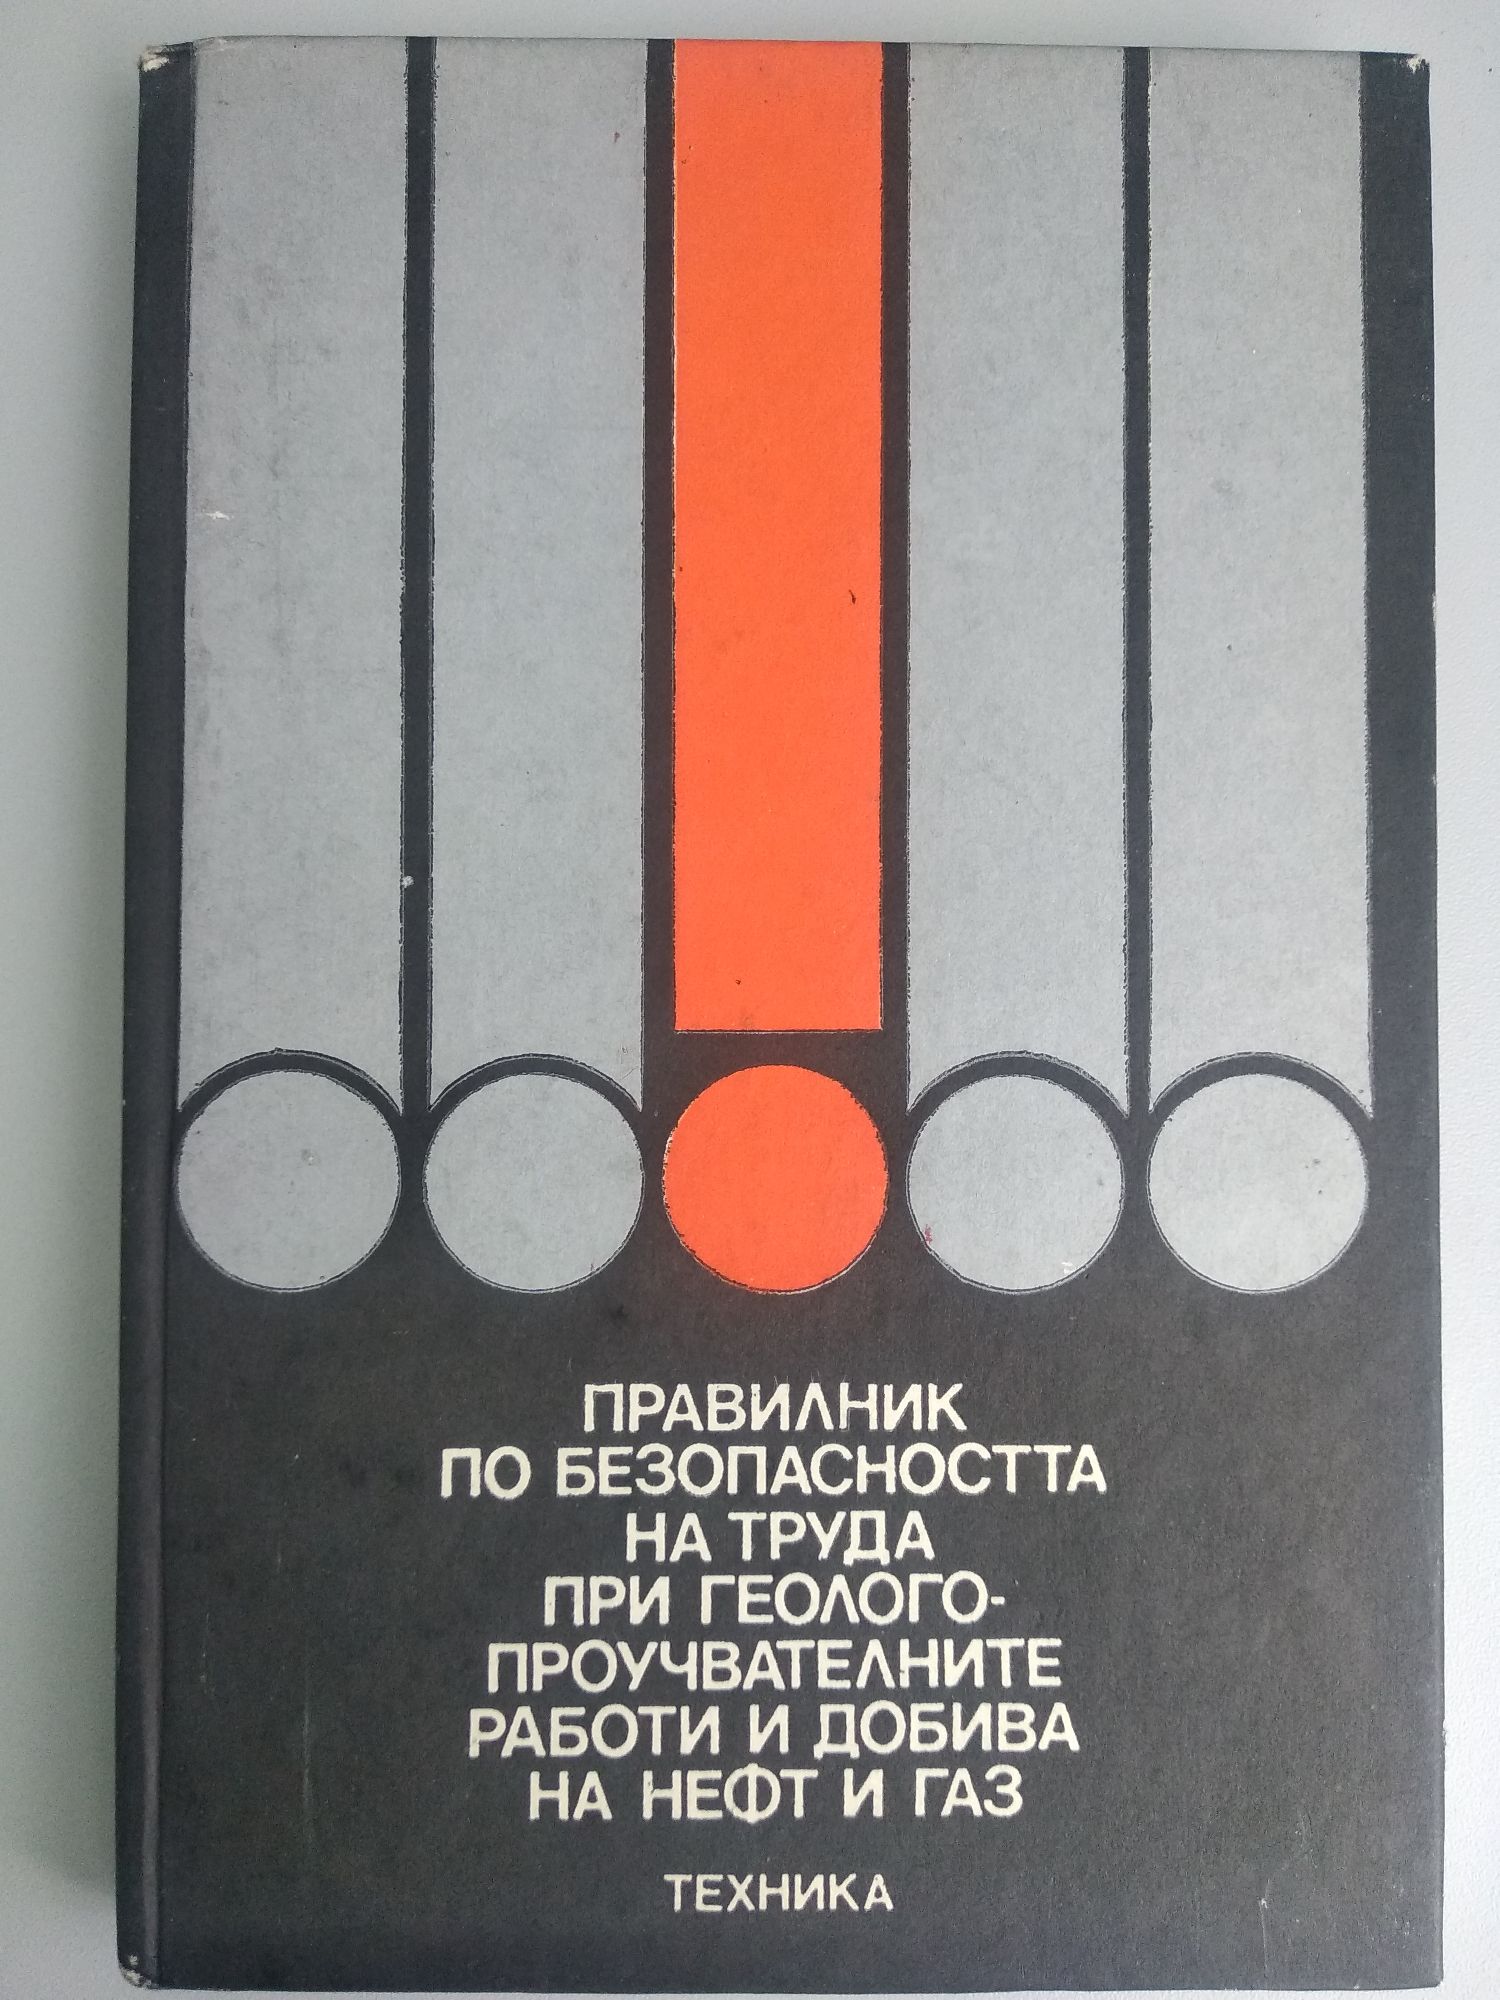 ПРАВИЛНИК
ПО БЕЗОПАСНОСТТА
НА ТРУДА
ПРИ ГЕОЛОГО-
ПРОУЧВАТЕЛНИТЕ
РАБОТИ И ДОБИВА
НА НЕФТ И ГАЗ
ТЕХНИКА